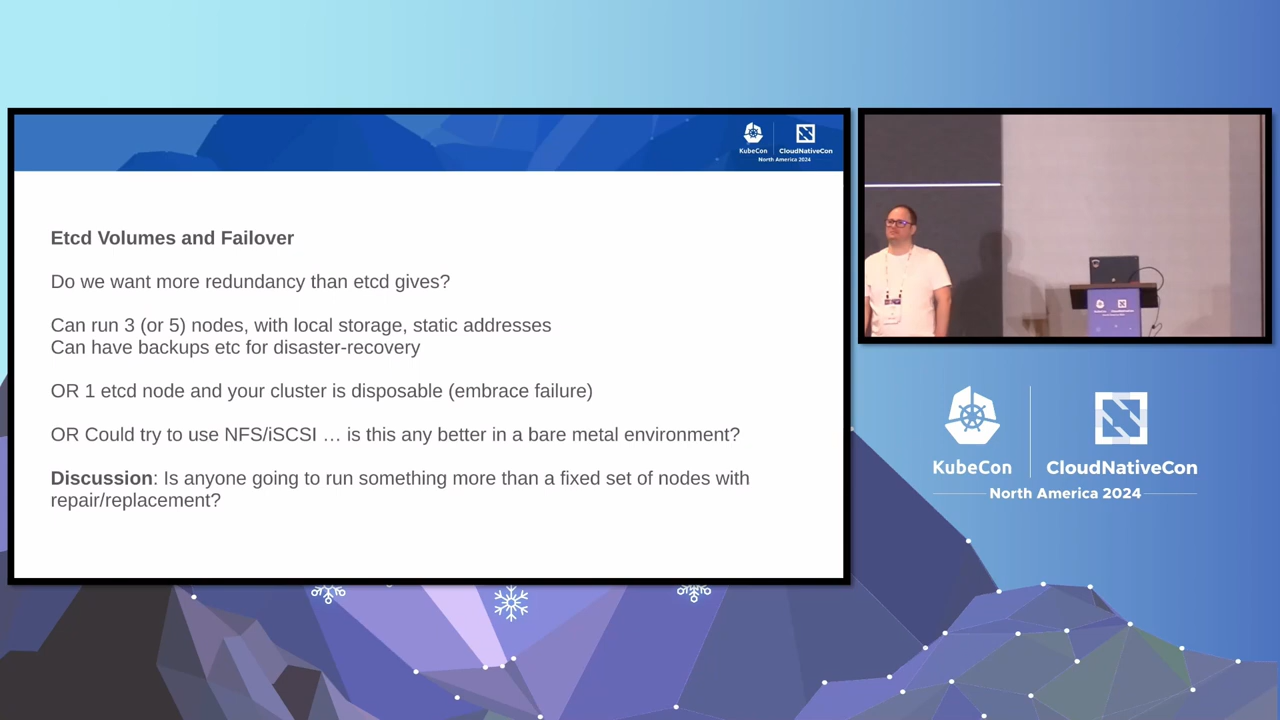 KubeCon
CloudNativeCon
North America 2024
Etcd Volumes and Failover
Do we want more redundancy than etcd gives?
Can run 3 (or 5) nodes, with local storage, static addresses
Can have backups etc for disaster-recovery
OR 1 etcd node and your cluster is disposable (embrace failure)
OR Could try to use NFS/iSCSI … is this any better in a bare metal environment?
Discussion: Is anyone going to run something more than a fixed set of nodes with
repair/replacement?
KubeCon
CloudNativeCon
North America 2024